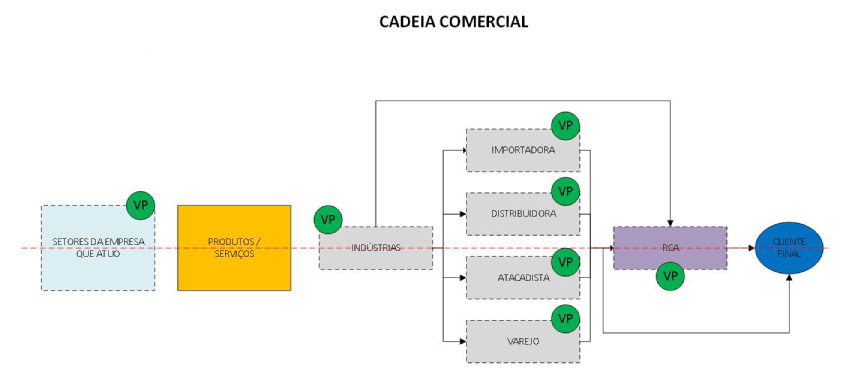 CADEIA COMERCIAL
VP
IMPORTADORA
VP
VP
DISTRIBUIDORA
VP
SETORES DA EMPRESA
QUE ATUO
PRODUTOS /
SERVIÇOS
INDÚSTRIAS
RCA
CLIENTE
FINAL
VP
ATACADISTA
VP
VP
VAREJO